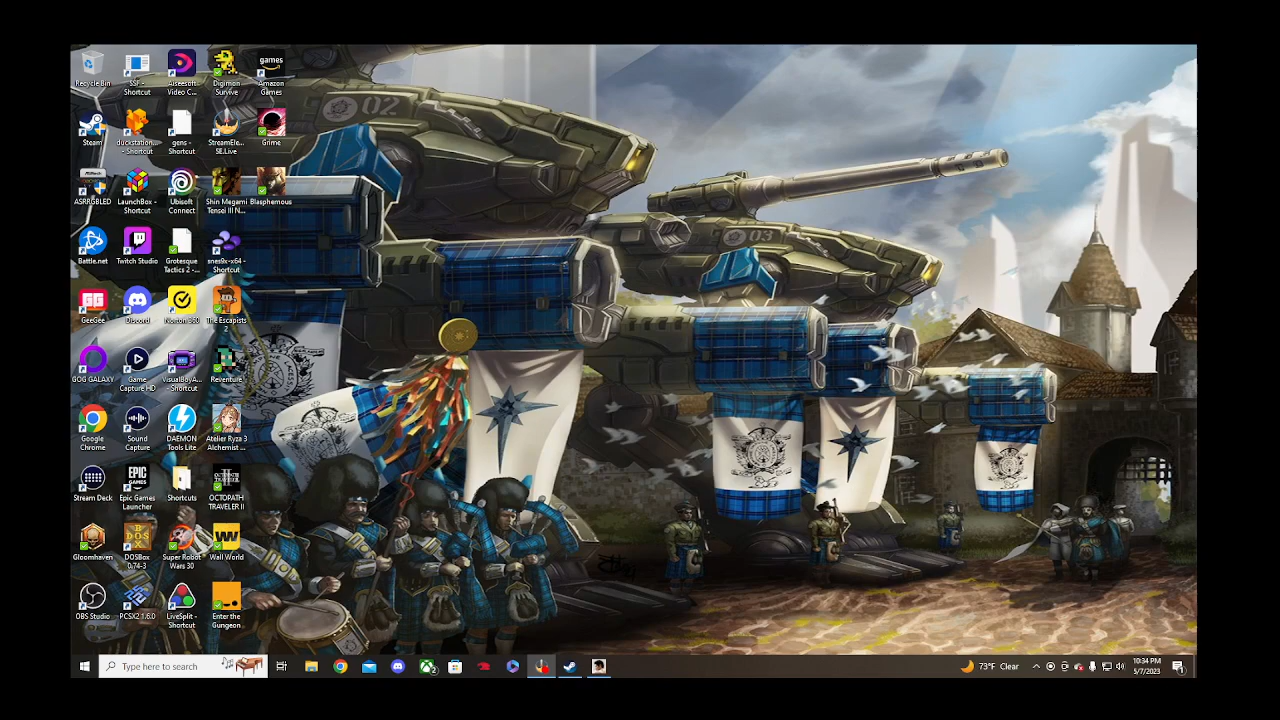 Recycle Bin
SSF -
Shortcut
Aiseesoft
Video C...
Digimon
Survive
games
Amazon
Games
Steam
duckstation...
- Shortcut
gens -
Shortcut
StreamEle...
SE.Live
Grime
ASRock
ASRRGBLED
LaunchBox -
Shortcut
Ubisoft
Connect
Shin Megami
Tensei III N...
Blasphemous
Battle.net
Twitch Studio
Grotesque
Tactics 2 -...
snes9x-x64 -
Shortcut
GG
GeeGee
Discord
Norton 360
The Escapists
GOG GALAXY
Game
Capture HD
VisualBoyA...
- Shortcut
Reventure
Google
Chrome
Sound
Capture
DAEMON
Tools Lite
Atelier Ryza 3
Alchemist ...
Stream Deck
EPIC
GAMES
Epic Games
Launcher
Shortcuts
OCTOPATH
TRAVELER II
Gloomhaven
DOSBox
0.74-3
Super Robot
Wars 30
W
Wall World
OBS Studio
PCSX2 1.6.0
LiveSplit -
Shortcut
Enter the
Gungeon
02
03
Type here to search
73°F Clear
10:34 PM
5/7/2023